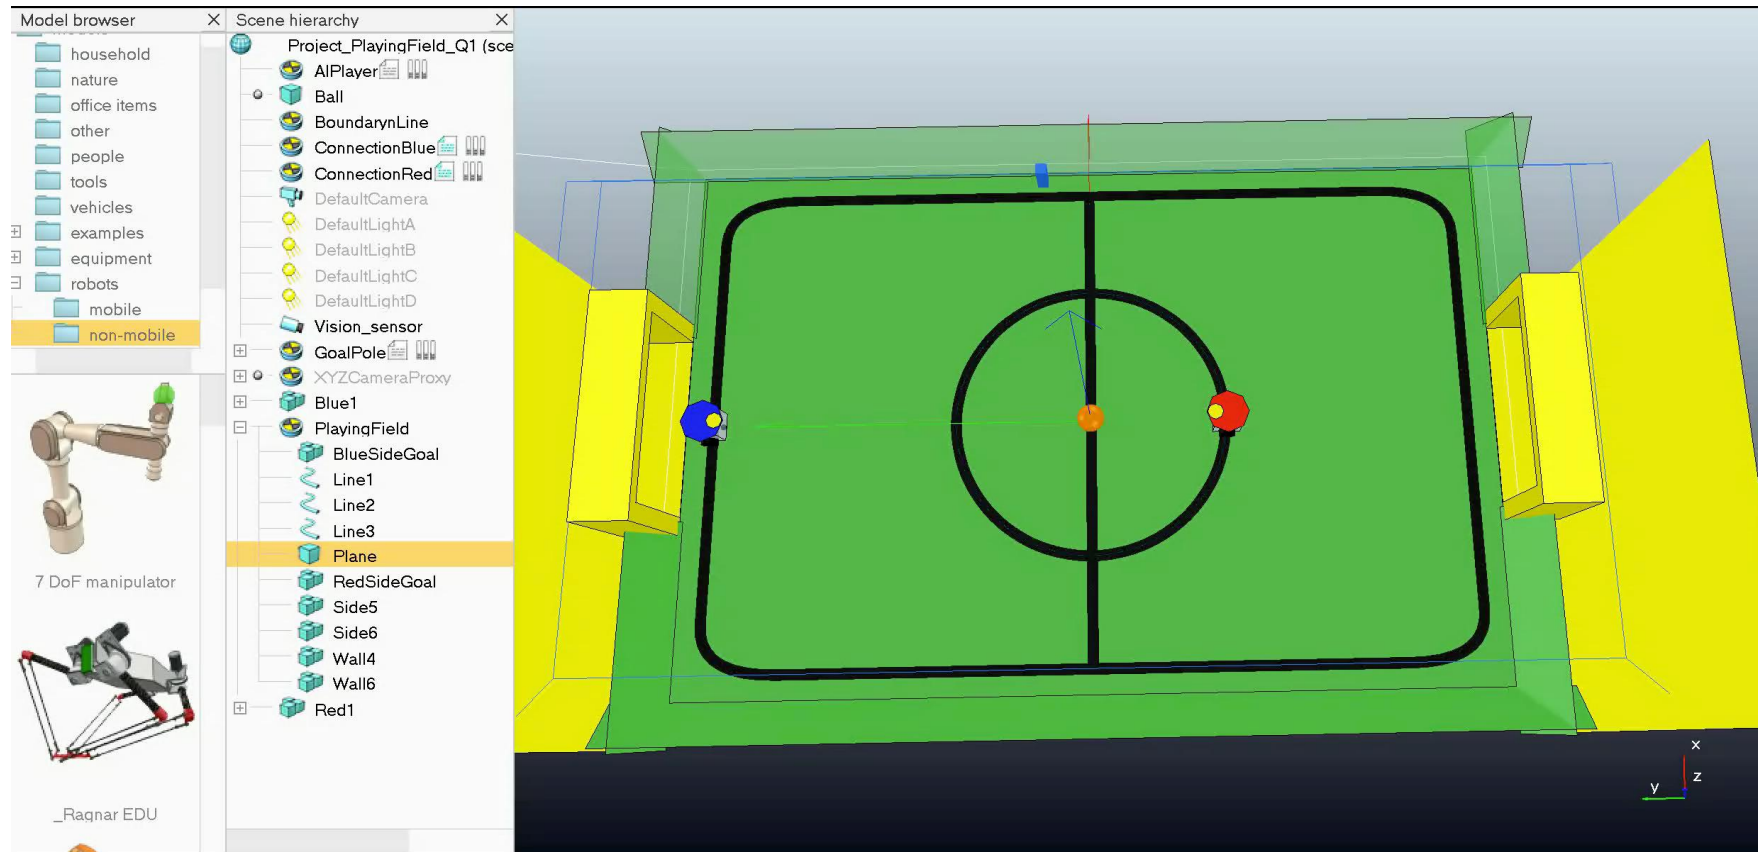 Model browser
household
nature
office items
other
people
tools
vehicles
examples
equipment
robots
mobile
non-mobile
7 DoF manipulator
_Ragnar EDU
Scene hierarchy
Project_PlayingField_Q1 (sce
AIPlayer
Ball
BoundarynLine
ConnectionBlue
ConnectionRed
DefaultCamera
DefaultLightA
DefaultLightB
DefaultLightC
DefaultLightD
Vision_sensor
GoalPole
XYZCameraProxy
Blue1
PlayingField
BlueSideGoal
Line1
Line2
Line3
Plane
RedSideGoal
Side5
Side6
Wall4
Wall6
Red1
x
z
y